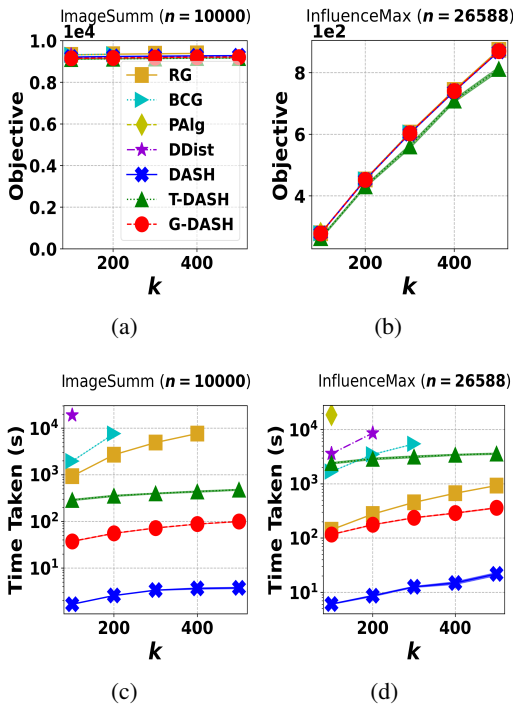 ImageSumm (n = 10000)
1e4
1.0
0.8
0.6
0.4
0.2
0.0
Objective
RG
BCG
PAlg
DDist
DASH
T-DASH
G-DASH
200
400
k
(a)
InfluenceMax (n = 26588)
1e2
8
6
4
Objective
200
400
k
(b)
ImageSumm (n = 10000)
10^4
10^3
10^2
10^1
Time Taken (s)
200
400
k
(c)
InfluenceMax (n = 26588)
10^4
10^3
10^2
10^1
Time Taken (s)
200
400
k
(d)